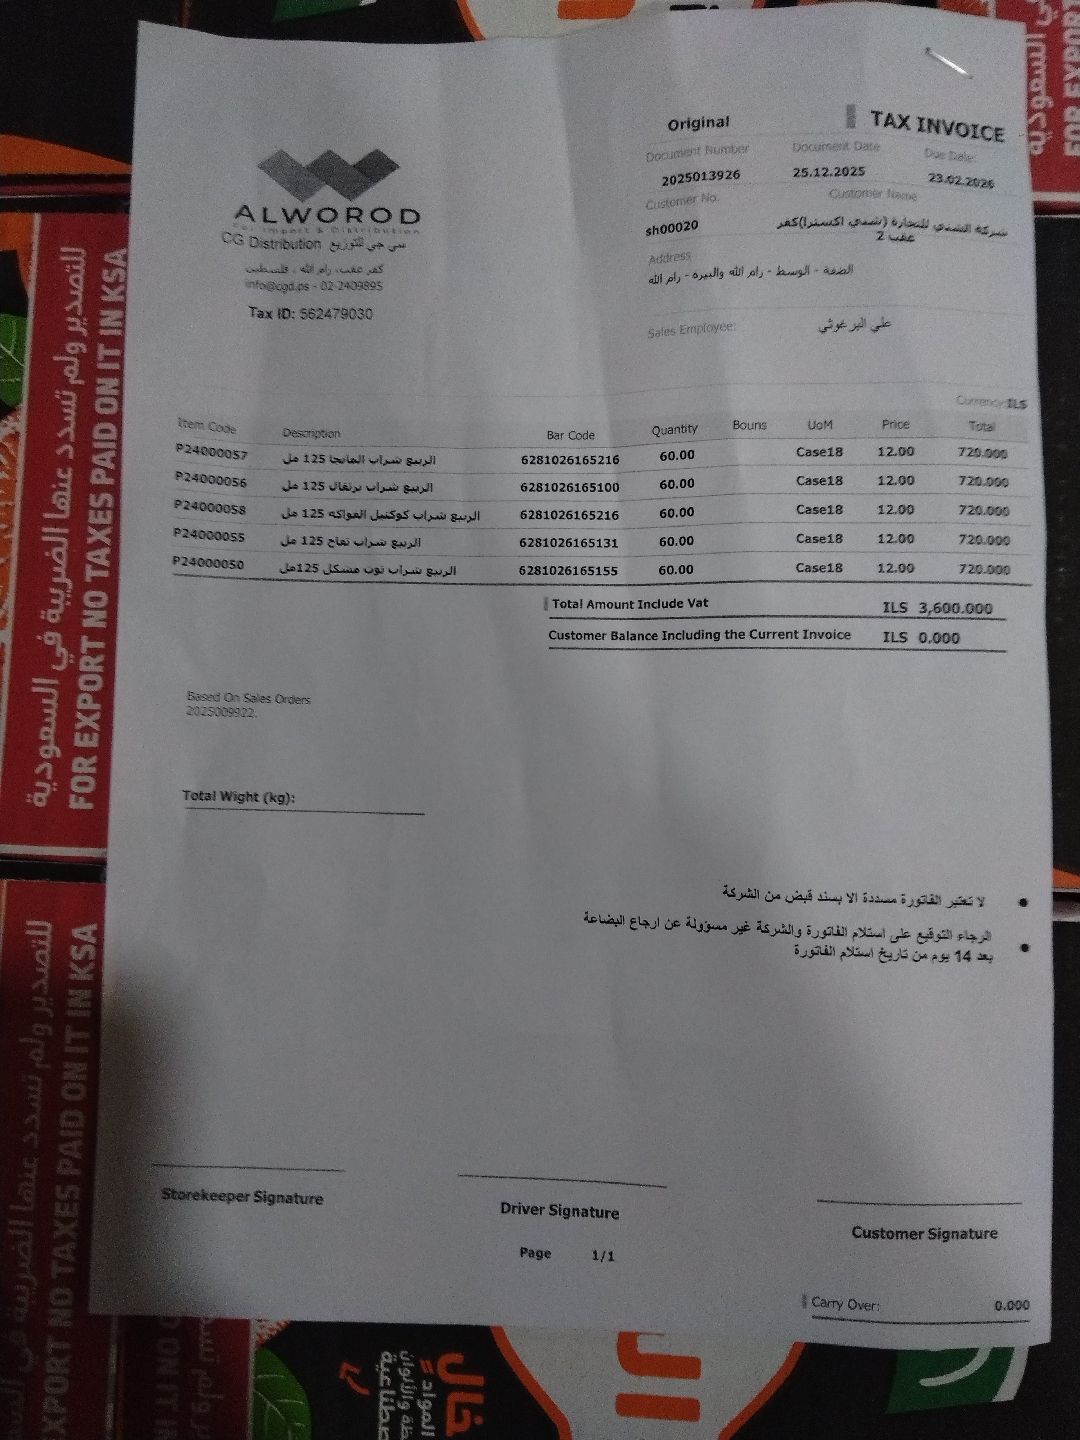 Original
TAX INVOICE
Document Number Document Date Due Date:
2025013926 25.12.2025 23.02.2026
Customer No. Customer Name
sh00020 شركة الشني للتجارة (شني اكسترا)كفر
عقب 2
Address
الضفة - الوسط - رام الله والبيره - رام الله
Sales Employee: علي البرغوثي
ALWOROD
For Import & Distribution
CG Distribution سي جي للتوزيع
كفر عقب، رام الله ، فلسطين
info@cgd.ps - 02-2409895
Tax ID: 562479030
Currency: ILS
Item Code Description Bar Code Quantity Bouns UoM Price Total
P24000057 الربيع شراب المانجا 125 مل 6281026165216 60.00 Case18 12.00 720.000
P24000056 الربيع شراب برتقال 125 مل 6281026165100 60.00 Case18 12.00 720.000
P24000058 الربيع شراب كوكتيل الفواكه 125 مل 6281026165216 60.00 Case18 12.00 720.000
P24000055 الربيع شراب تفاح 125 مل 6281026165131 60.00 Case18 12.00 720.000
P24000050 الربيع شراب توت مشكل 125مل 6281026165155 60.00 Case18 12.00 720.000
Total Amount Include Vat ILS 3,600.000
Customer Balance Including the Current Invoice ILS 0.000
Based On Sales Orders
2025009922.
Total Wight (kg):
لا تعتبر الفاتورة مسددة الا بسند قبض من الشركة
الرجاء التوقيع على استلام الفاتورة والشركة غير مسؤولة عن ارجاع البضاعة
بعد 14 يوم من تاريخ استلام الفاتورة
Storekeeper Signature
Driver Signature
Customer Signature
Page 1/1
Carry Over: 0.000
للتصدير ولم تسدد عنها الضريبة في السعودية
FOR EXPORT NO TAXES PAID ON IT IN KSA
للتصدير ولم تسدد عنها الضريبة في
EXPORT NO TAXES PAID ON IT IN KSA
السعودية
FOR EXPO
خالي
المواد